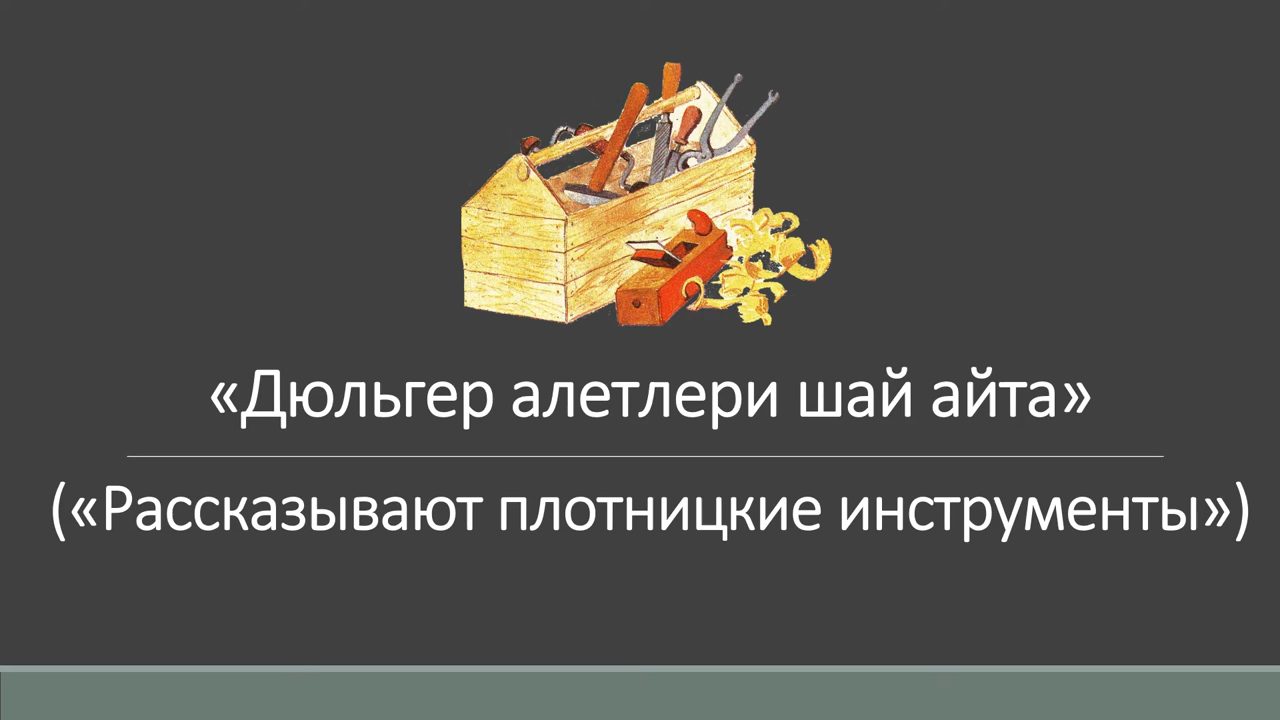 «Дюльгер алетлери шай айта»
(«Рассказывают плотницкие инструменты»)